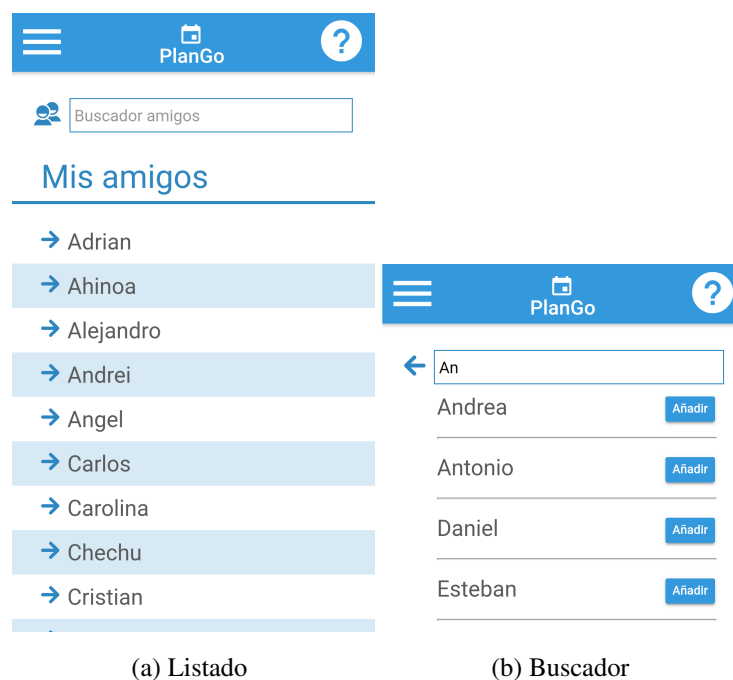 PlanGo
?
Buscador amigos
Mis amigos
Adrian
Ahinoa
Alejandro
Andrei
Angel
Carlos
Carolina
Chechu
Cristian
(a) Listado
PlanGo
?
An
Andrea Añadir
Antonio Añadir
Daniel Añadir
Esteban Añadir
(b) Buscador